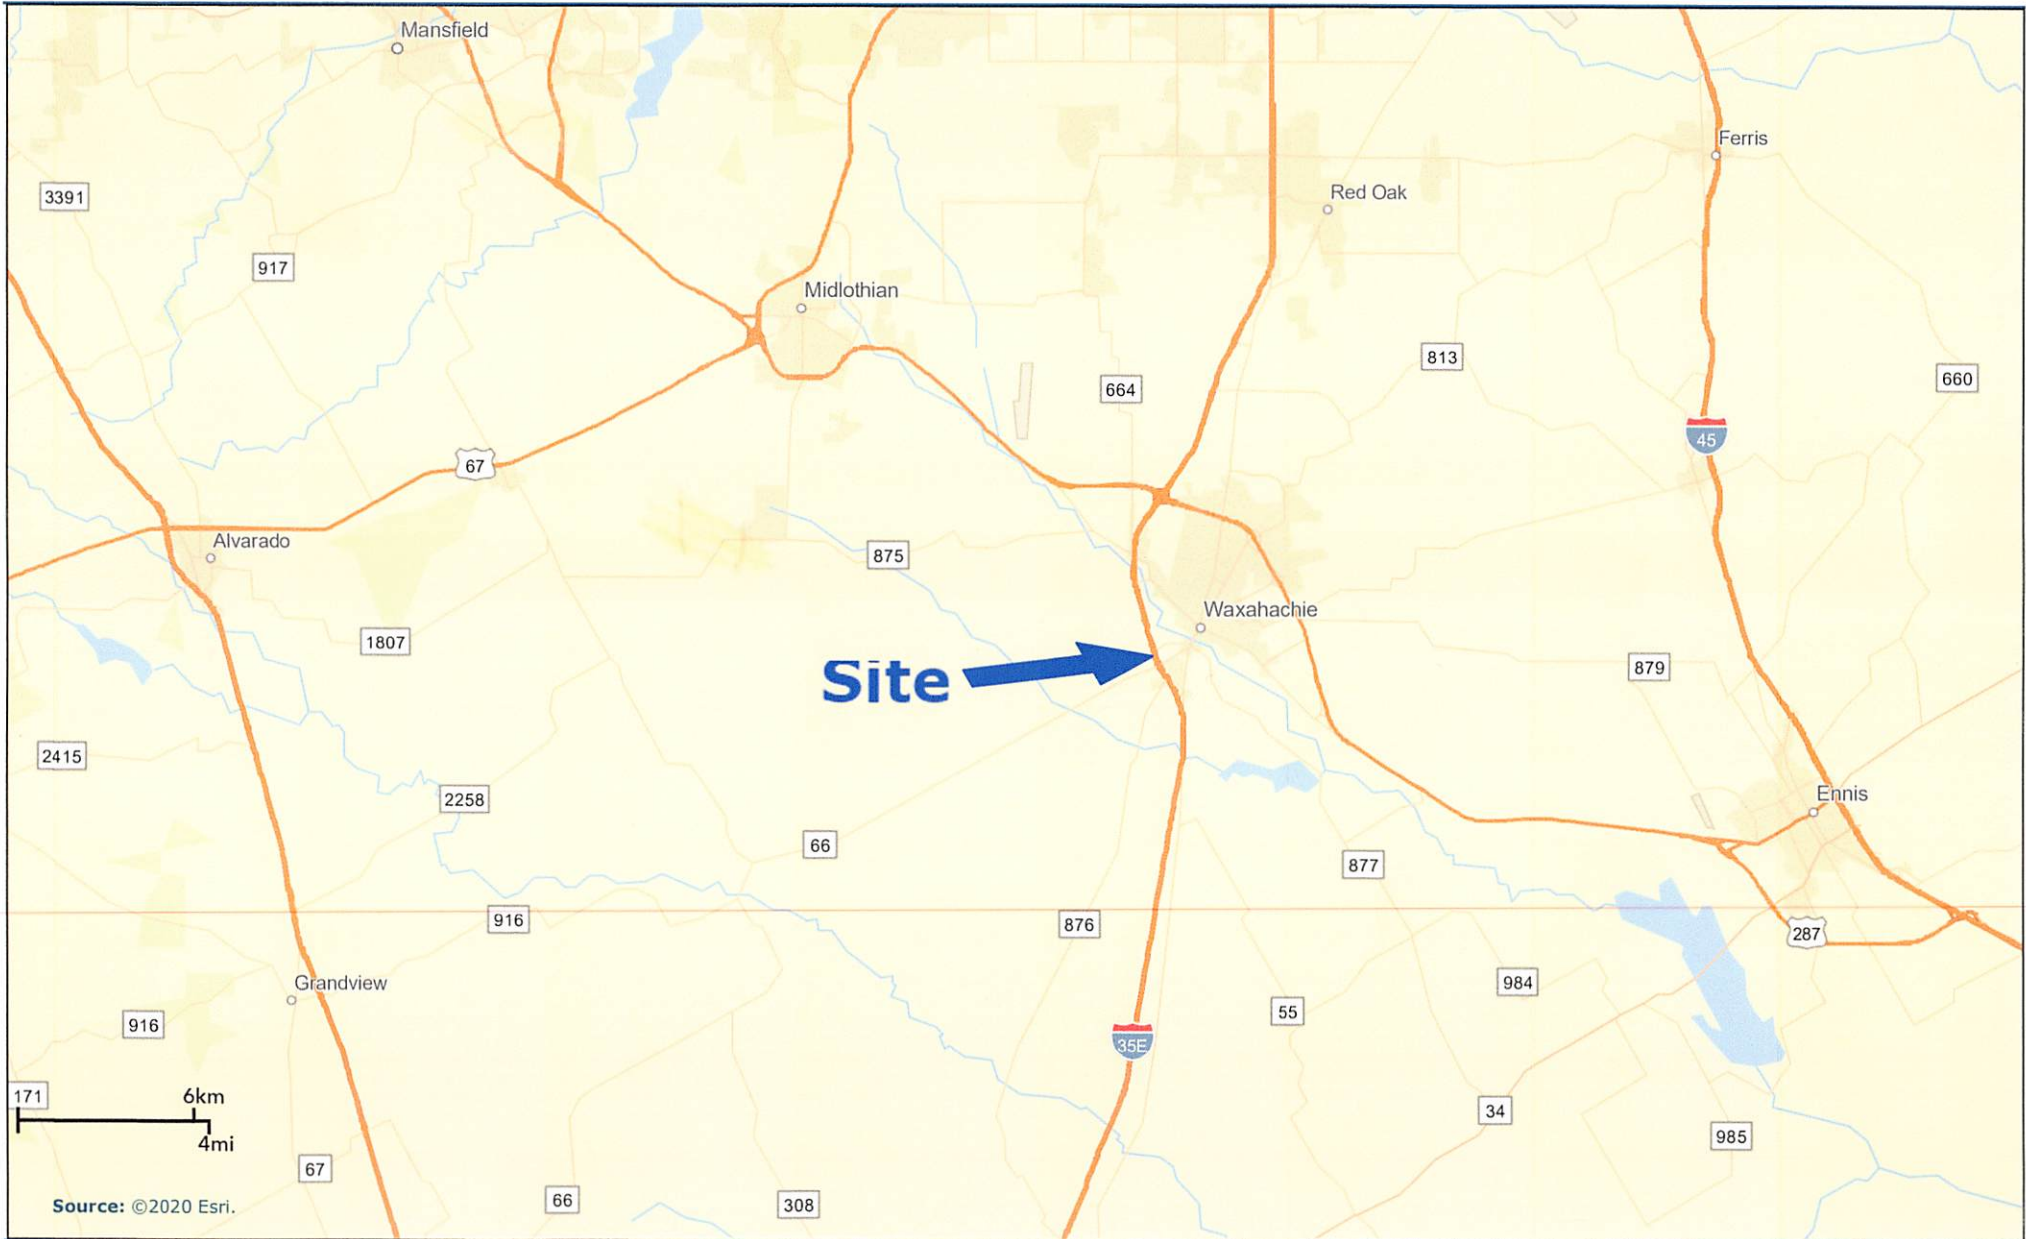 Mansfield
Ferris
Red Oak
3391
917
Midlothian
813
660
664
45
67
Alvarado
875
Waxahachie
1807
879
Site
2415
Ennis
2258
66
877
916
876
287
984
Grandview
55
916
35E
171
6km
34
4mi
985
67
66
308
Source: ©2020 Esri.